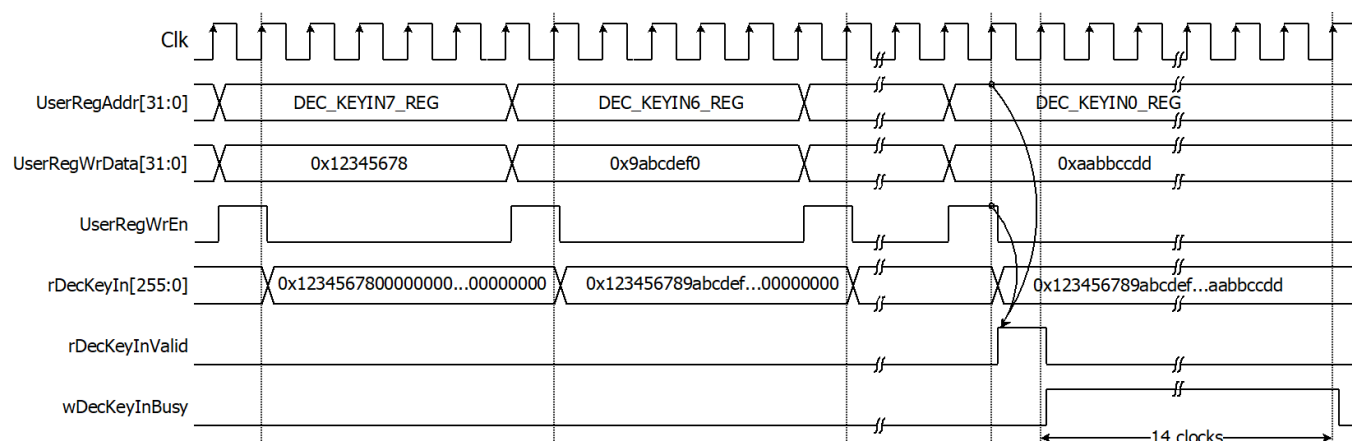 Clk
UserRegAddr[31:0]
DEC_KEYIN7_REG
DEC_KEYIN6_REG
DEC_KEYIN0_REG
UserRegWrData[31:0]
0x12345678
0x9abcdef0
0xaabbccdd
UserRegWrEn
rDecKeyIn[255:0]
0x1234567800000000...00000000
0x123456789abcdef...00000000
0x123456789abcdef...aabbccdd
rDecKeyInValid
wDecKeyInBusy
14 clocks